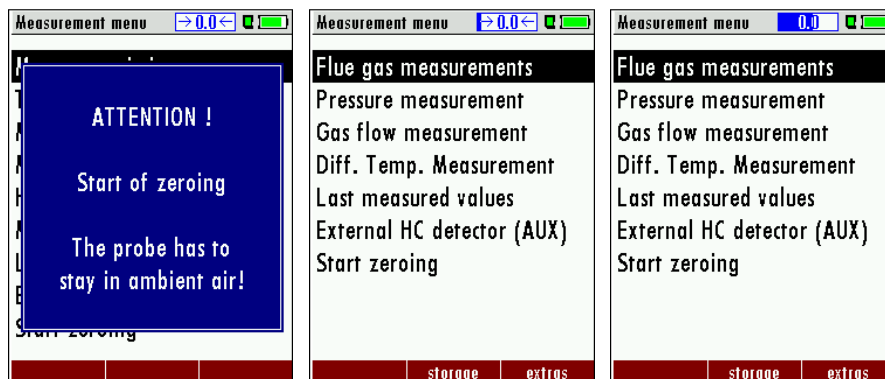 Measurement menu →0.0←
ATTENTION !
Start of zeroing
The probe has to
stay in ambient air!
Start zeroing
Measurement menu →0.0←
Flue gas measurements
Pressure measurement
Gas flow measurement
Diff. Temp. Measurement
Last measured values
External HC detector (AUX)
Start zeroing
storage extras
Measurement menu 0.0
Flue gas measurements
Pressure measurement
Gas flow measurement
Diff. Temp. Measurement
Last measured values
External HC detector (AUX)
Start zeroing
storage extras